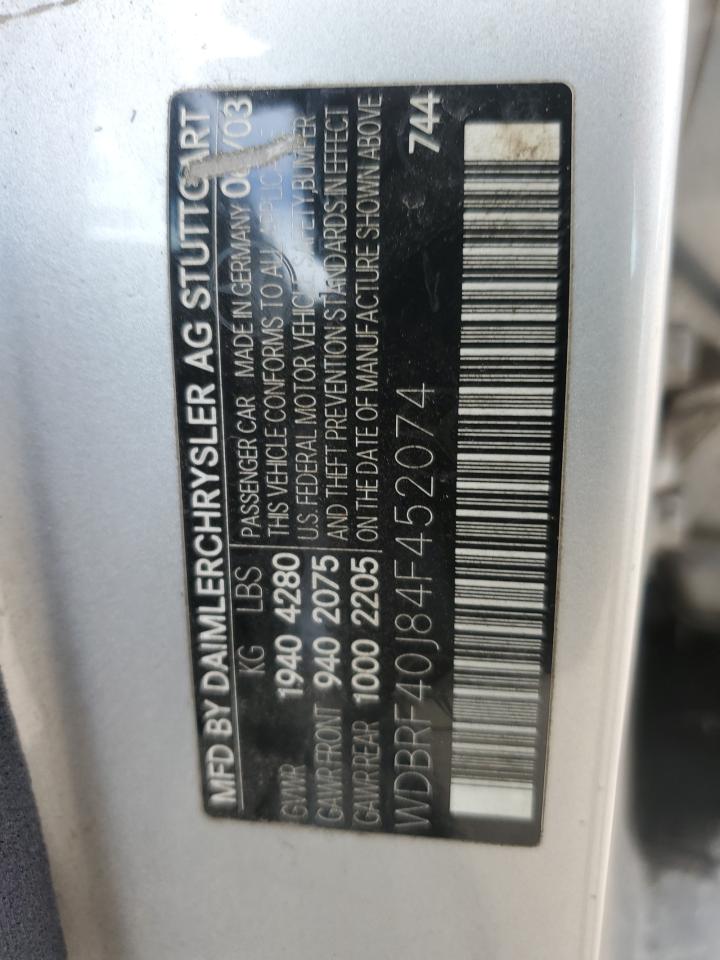 MFD BY DAIMLERCHRYSLER AG STUTTGART
KG LBS PASSENGER CAR MADE IN GERMANY /03
GVWR 1940 4280 THIS VEHICLE CONFORMS TO ALL APPLICABLE
GAWR FRONT 940 2075 U.S. FEDERAL MOTOR VEHICLE SAFETY, BUMPER
GAWR REAR 1000 2205 AND THEFT PREVENTION STANDARDS IN EFFECT
ON THE DATE OF MANUFACTURE SHOWN ABOVE
WDBRF40J84F452074 744